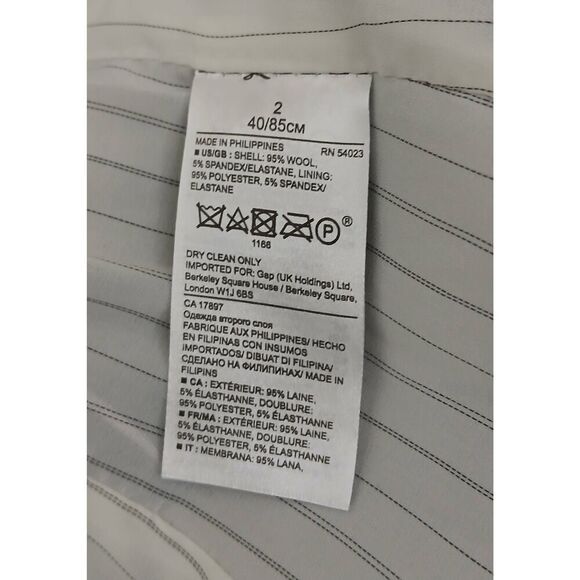 2
40/85CM
MADE IN PHILIPPINES RN 54023
■ US/GB : SHELL: 95% WOOL,
5% SPANDEX/ELASTANE, LINING:
95% POLYESTER, 5% SPANDEX/
ELASTANE
P ®
1166
DRY CLEAN ONLY
IMPORTED FOR: Gap (UK Holdings) Ltd,
Berkeley Square House / Berkeley Square,
London W1J 6BS
CA 17897
Одежда второго слоя
FABRIQUE AUX PHILIPPINES/ HECHO
EN FILIPINAS CON INSUMOS
IMPORTADOS/ DIBUAT DI FILIPINA/
СДЕЛАНО НА ФИЛИПИНАХ/ MADE IN
FILIPINS
■ CA : EXTÉRIEUR: 95% LAINE,
5% ÉLASTHANNE, DOUBLURE:
95% POLYESTER, 5% ÉLASTHANNE
■ FR/MA : EXTÉRIEUR: 95% LAINE,
5% ÉLASTHANNE, DOUBLURE:
95% POLYESTER, 5% ÉLASTHANNE
■ IT : MEMBRANA: 95% LANA,